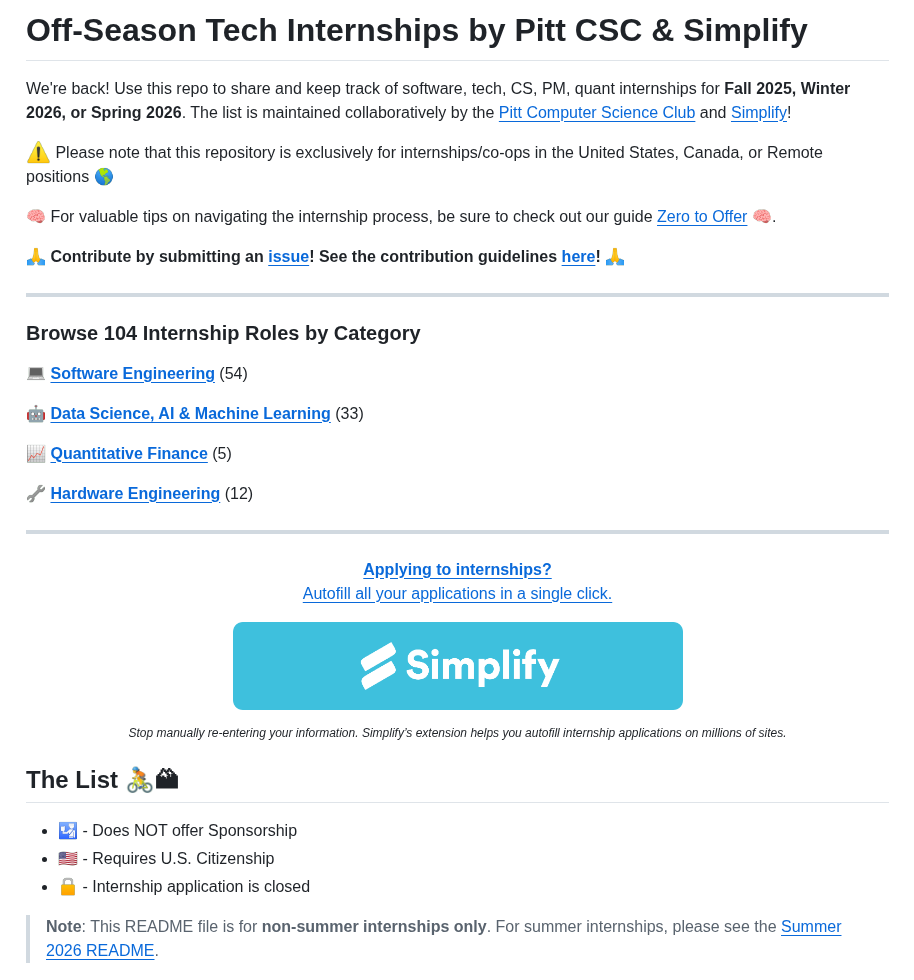 Off-Season Tech Internships by Pitt CSC & Simplify
We're back! Use this repo to share and keep track of software, tech, CS, PM, quant internships for Fall 2025, Winter
2026, or Spring 2026. The list is maintained collaboratively by the Pitt Computer Science Club and Simplify!
⚠️ Please note that this repository is exclusively for internships/co-ops in the United States, Canada, or Remote
positions 🌎
🧠 For valuable tips on navigating the internship process, be sure to check out our guide Zero to Offer 🧠.
🙏 Contribute by submitting an issue! See the contribution guidelines here! 🙏
Browse 104 Internship Roles by Category
💻 Software Engineering (54)
🤖 Data Science, AI & Machine Learning (33)
📈 Quantitative Finance (5)
🔧 Hardware Engineering (12)
Applying to internships?
Autofill all your applications in a single click.
Simplify
Stop manually re-entering your information. Simplify’s extension helps you autofill internship applications on millions of sites.
The List 🚴🏔
• 🛂 - Does NOT offer Sponsorship
• 🇺🇸 - Requires U.S. Citizenship
• 🔒 - Internship application is closed
Note: This README file is for non-summer internships only. For summer internships, please see the Summer
2026 README.